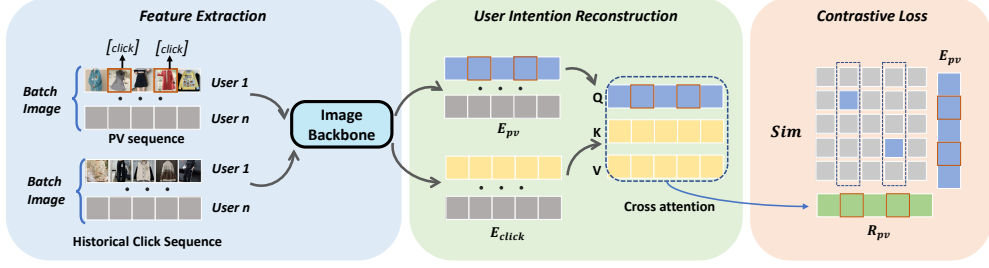 Feature Extraction
[click] [click]
Batch Image
User 1
User n
PV sequence
Batch Image
User 1
User n
Historical Click Sequence
Image Backbone
User Intention Reconstruction
E_pv
E_click
Q
K
V
Cross attention
Contrastive Loss
E_pv
Sim
R_pv